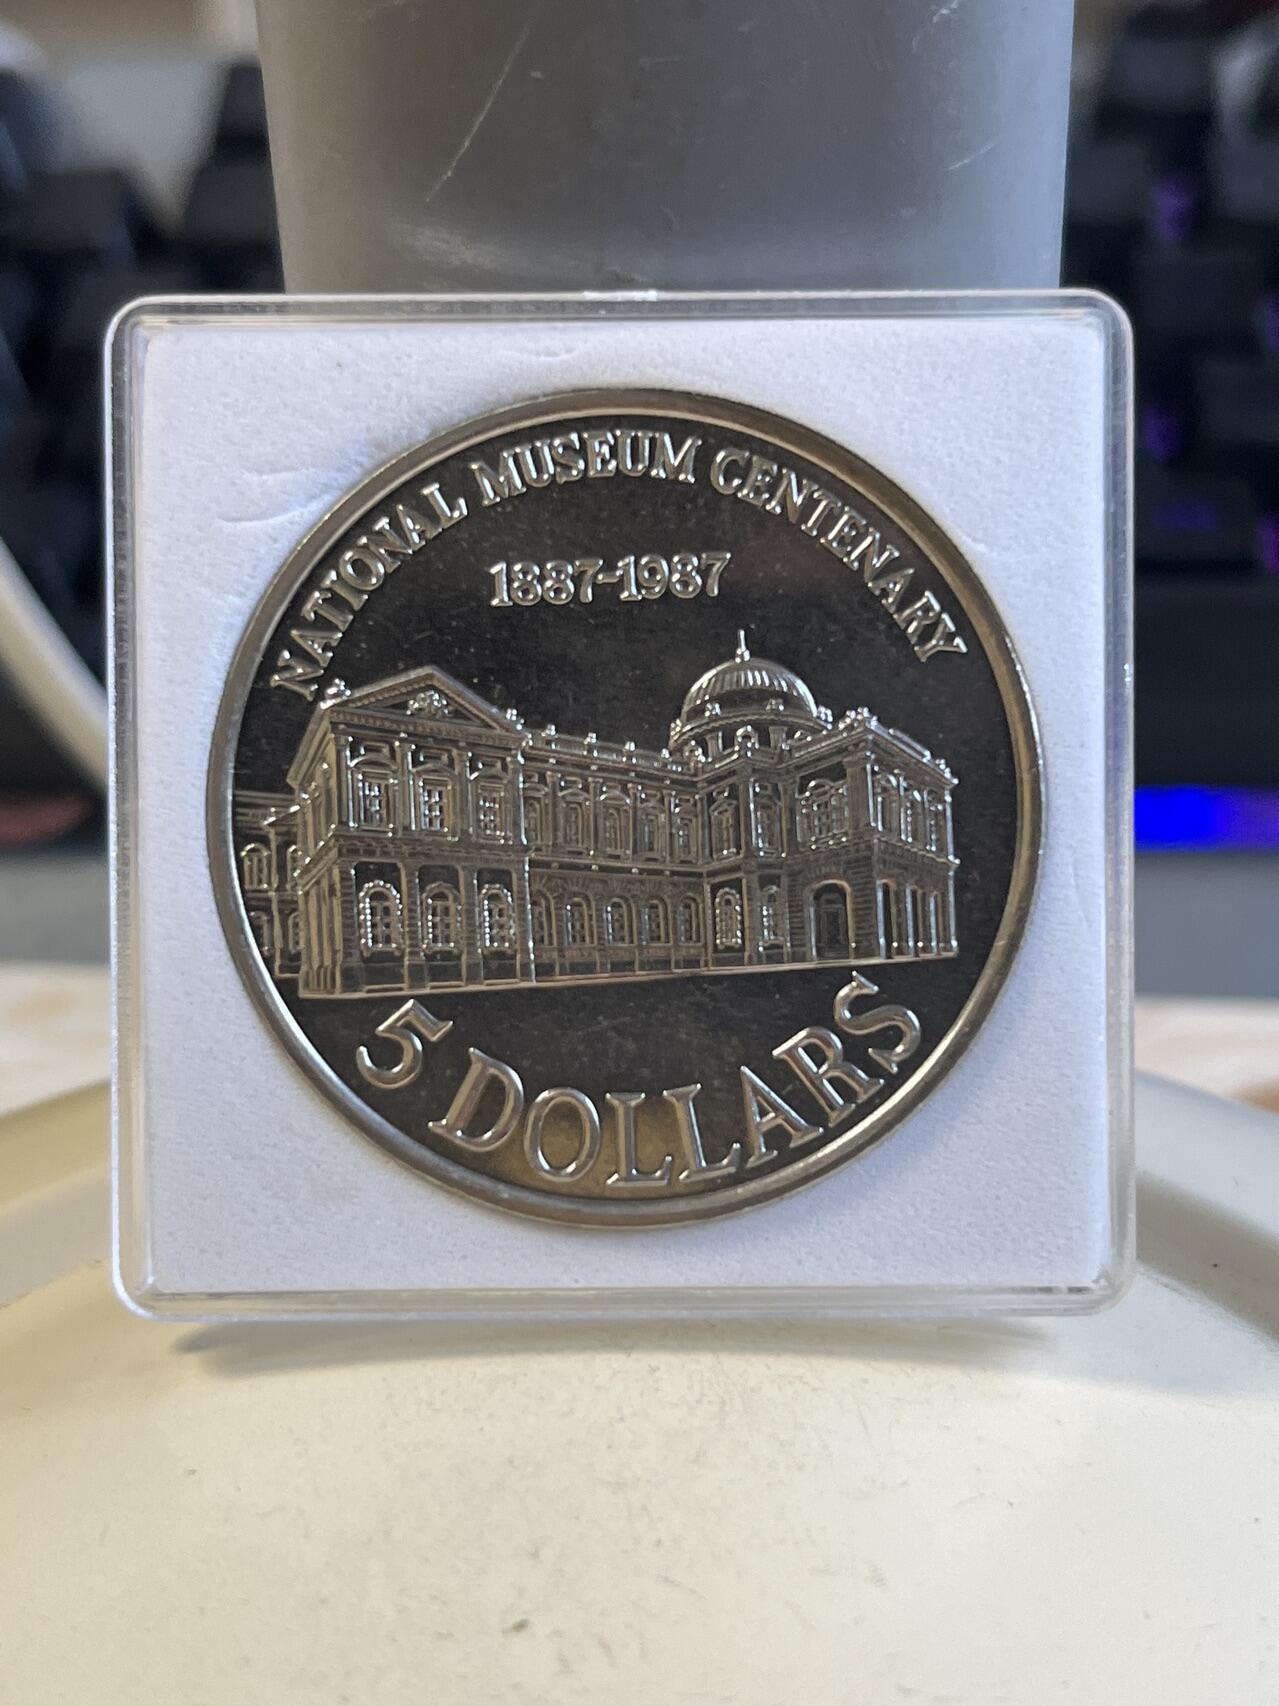 NATIONAL MUSEUM CENTENARY
1887-1987
5 DOLLARS